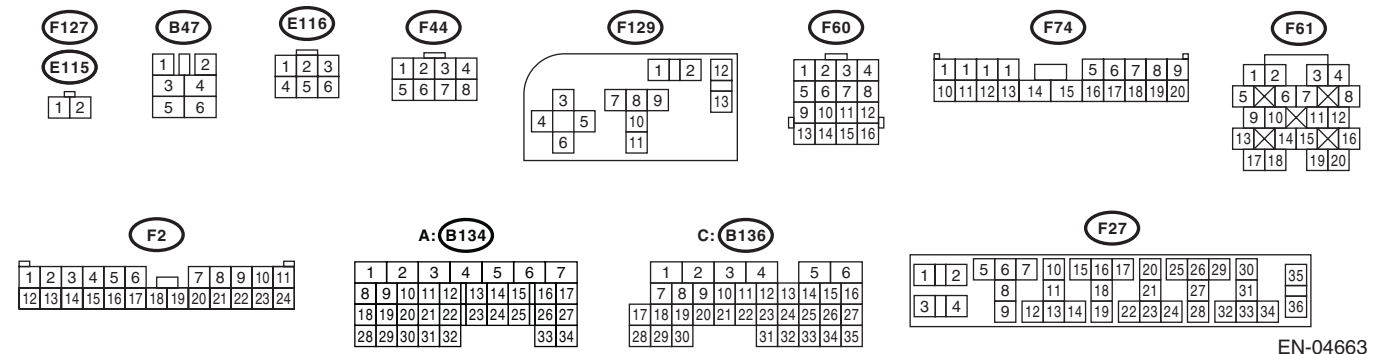 F127
E115
1 2
B47
1 2
3 4
5 6
E116
1 2 3
4 5 6
F44
1 2 3 4
5 6 7 8
F129
1 2 12
3 7 8 9 13
4 5 10
6 11
F60
1 2 3 4
5 6 7 8
9 10 11 12
13 14 15 16
F74
1 1 1 1 5 6 7 8 9
10 11 12 13 14 15 16 17 18 19 20
F61
1 2 3 4
5 6 7 8
9 10 11 12
13 14 15 16
17 18 19 20
F2
1 2 3 4 5 6 7 8 9 10 11
12 13 14 15 16 17 18 19 20 21 22 23 24
A: B134
1 2 3 4 5 6 7
8 9 10 11 12 13 14 15 16 17
18 19 20 21 22 23 24 25 26 27
28 29 30 31 32 33 34
C: B136
1 2 3 4 5 6
7 8 9 10 11 12 13 14 15 16
17 18 19 20 21 22 23 24 25 26 27
28 29 30 31 32 33 34 35
F27
1 2 5 6 7 10 15 16 17 20 25 26 29 30 35
8 11 18 21 27 31
3 4 9 12 13 14 19 22 23 24 28 32 33 34 36
EN-04663